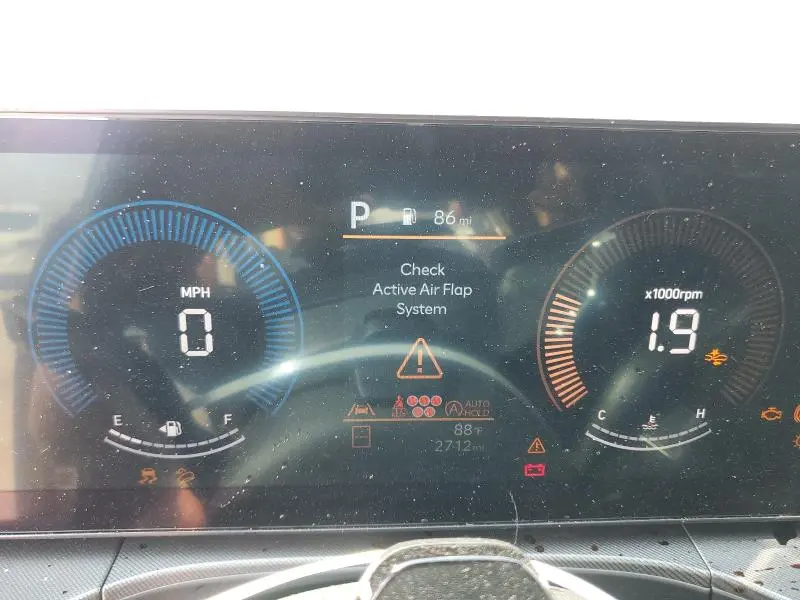 P 86 mi
Check
Active Air Flap
System
MPH
0
x1000rpm
1.9
E F
C H
A AUTO
HOLD
88°F
2712 mi